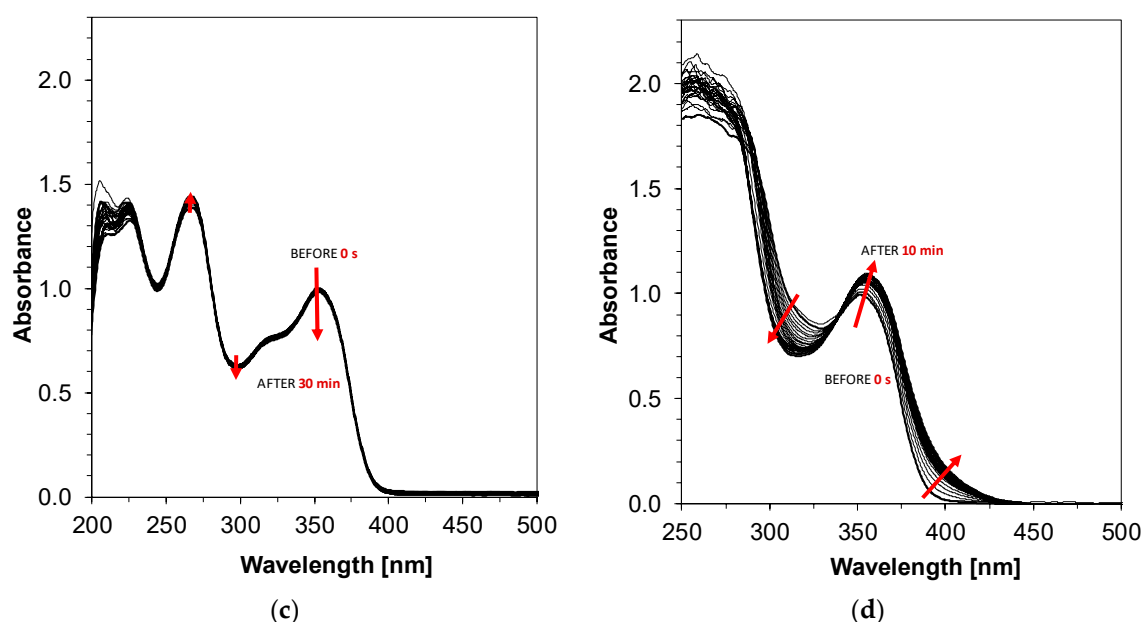 2.0
1.5
1.0
0.5
0.0
Absorbance
BEFORE 0 s
AFTER 30 min
200 250 300 350 400 450 500
Wavelength [nm]
(c)
2.0
1.5
1.0
0.5
0.0
Absorbance
AFTER 10 min
BEFORE 0 s
250 300 350 400 450 500
Wavelength [nm]
(d)